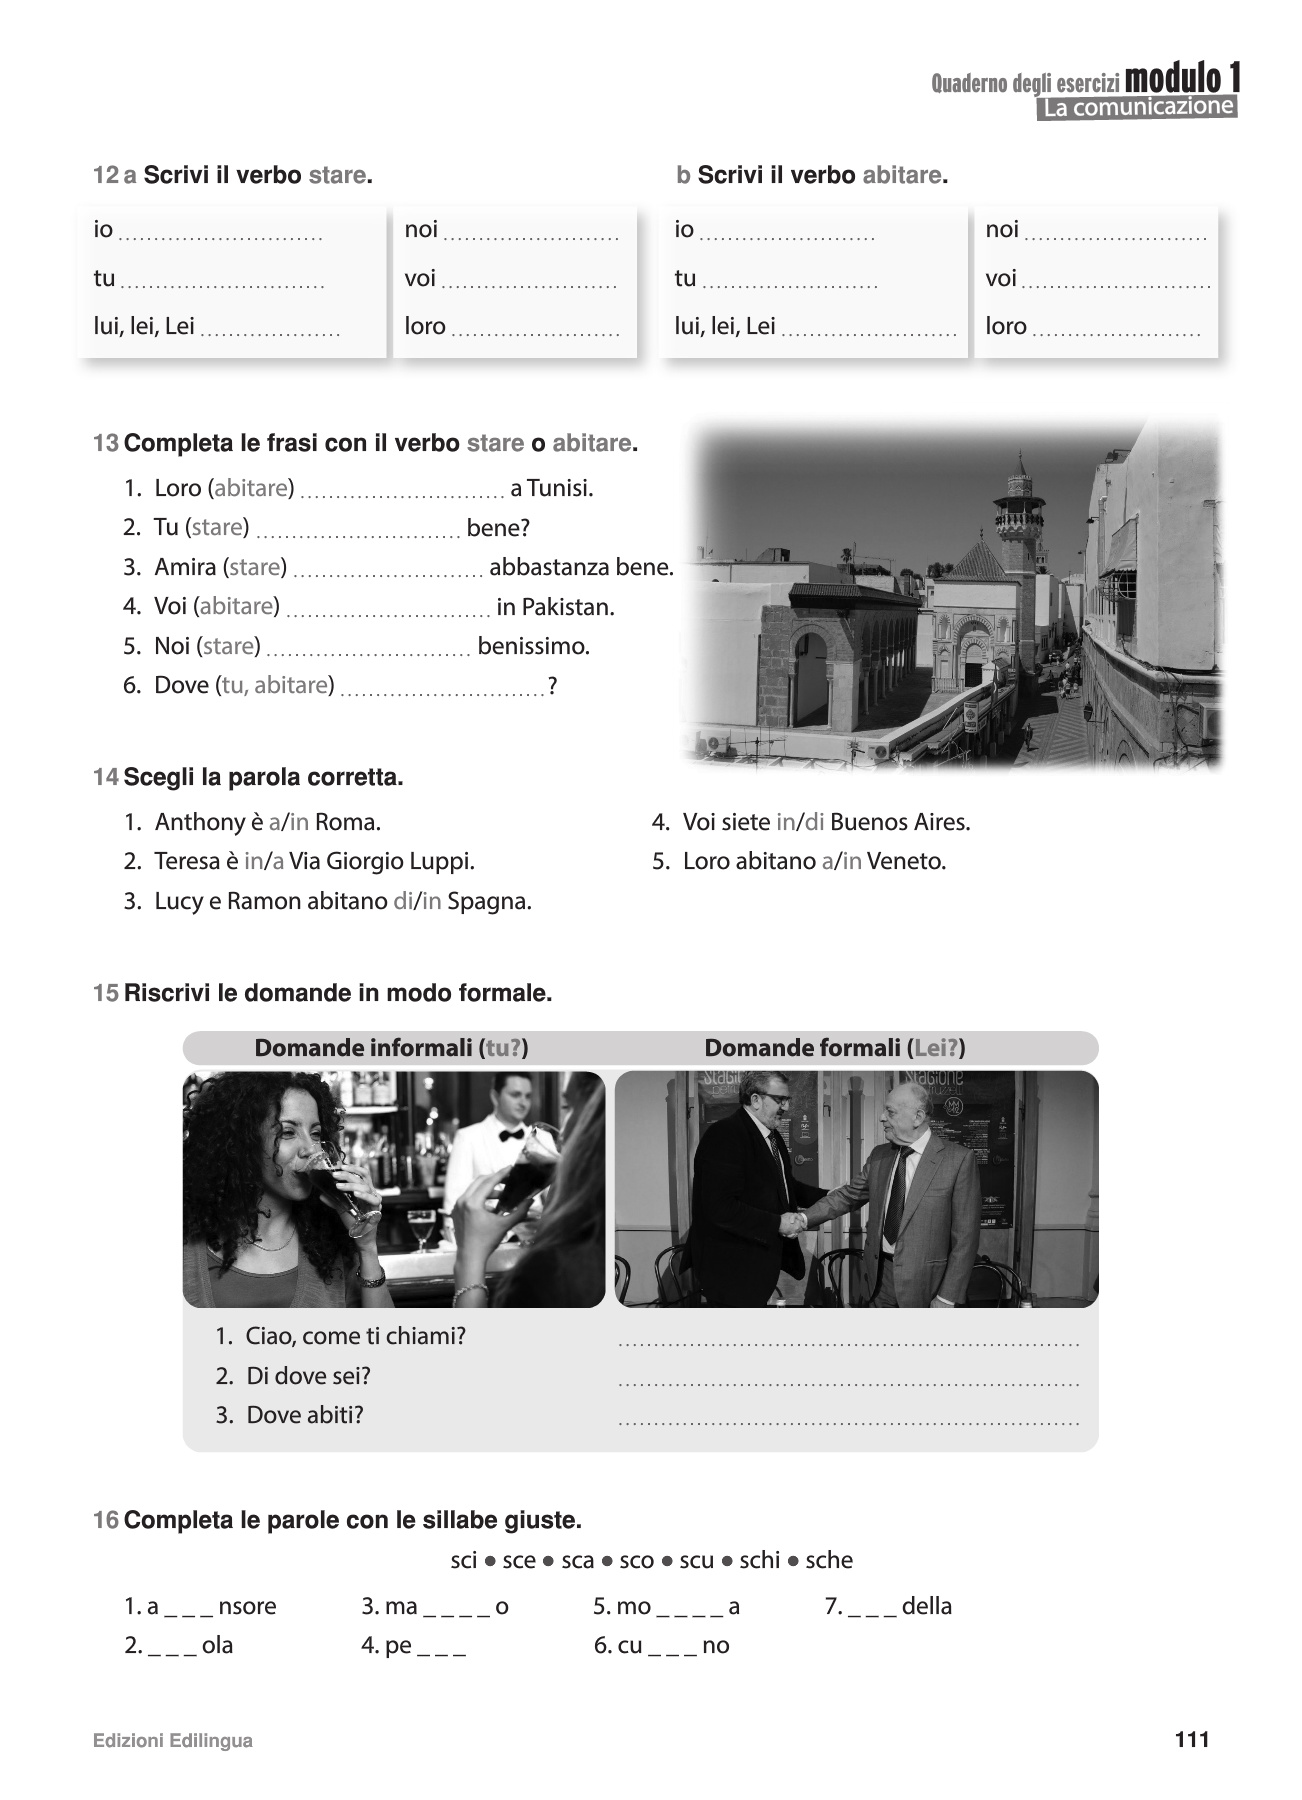 Quaderno degli esercizi modulo 1
La comunicazione
12 a Scrivi il verbo stare.
io ............................. noi .........................
tu ............................. voi .........................
lui, lei, Lei .................... loro ........................
b Scrivi il verbo abitare.
io ......................... noi ..........................
tu ......................... voi ...........................
lui, lei, Lei ......................... loro ........................
13 Completa le frasi con il verbo stare o abitare.
1. Loro (abitare) ............................. a Tunisi.
2. Tu (stare) ............................. bene?
3. Amira (stare) ........................... abbastanza bene.
4. Voi (abitare) ............................. in Pakistan.
5. Noi (stare) ............................. benissimo.
6. Dove (tu, abitare) .............................?
14 Scegli la parola corretta.
1. Anthony è a/in Roma.
2. Teresa è in/a Via Giorgio Luppi.
3. Lucy e Ramon abitano di/in Spagna.
4. Voi siete in/di Buenos Aires.
5. Loro abitano a/in Veneto.
15 Riscrivi le domande in modo formale.
Domande informali (tu?) Domande formali (Lei?)
1. Ciao, come ti chiami? .................................................................
2. Di dove sei? .................................................................
3. Dove abiti? .................................................................
16 Completa le parole con le sillabe giuste.
sci ● sce ● sca ● sco ● scu ● schi ● sche
1. a _ _ _ nsore 3. ma _ _ _ _ o 5. mo _ _ _ _ a 7. _ _ _ della
2. _ _ _ ola 4. pe _ _ _ 6. cu _ _ _ no
Edizioni Edilingua 111